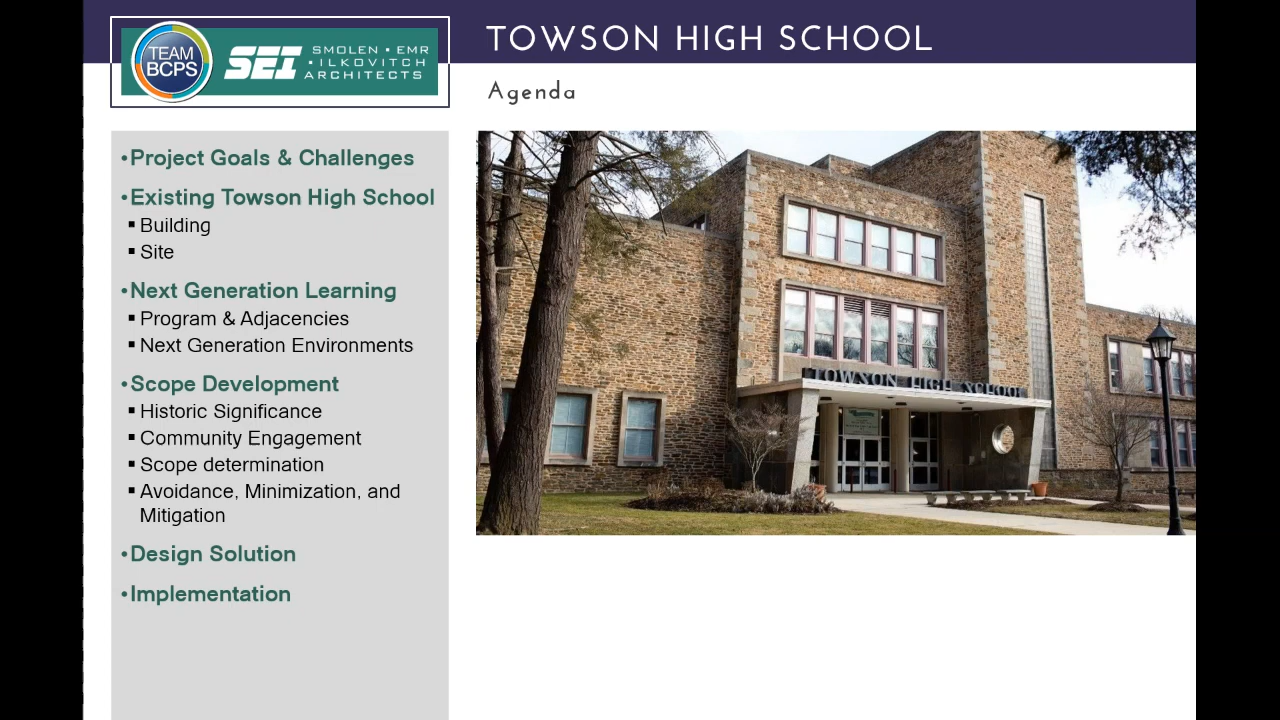 TEAM
BCPS
SEI
SMOLEN ▪ EMR
▪ ILKOVITCH
ARCHITECTS
TOWSON HIGH SCHOOL
Agenda
•Project Goals & Challenges
•Existing Towson High School
▪ Building
▪ Site
•Next Generation Learning
▪ Program & Adjacencies
▪ Next Generation Environments
•Scope Development
▪ Historic Significance
▪ Community Engagement
▪ Scope determination
▪ Avoidance, Minimization, and
Mitigation
•Design Solution
•Implementation
TOWSON HIGH SCHOOL